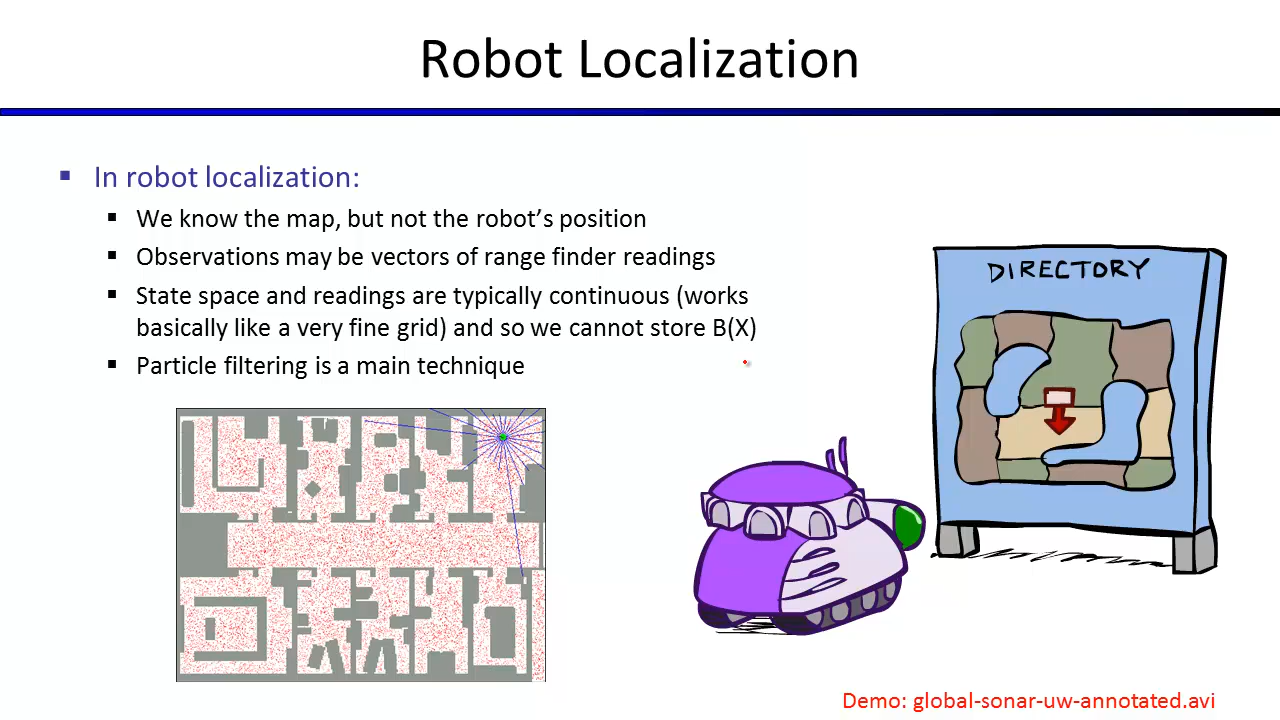 Robot Localization
In robot localization:
We know the map, but not the robot’s position
Observations may be vectors of range finder readings
State space and readings are typically continuous (works
basically like a very fine grid) and so we cannot store B(X)
Particle filtering is a main technique
DIRECTORY
Demo: global-sonar-uw-annotated.avi